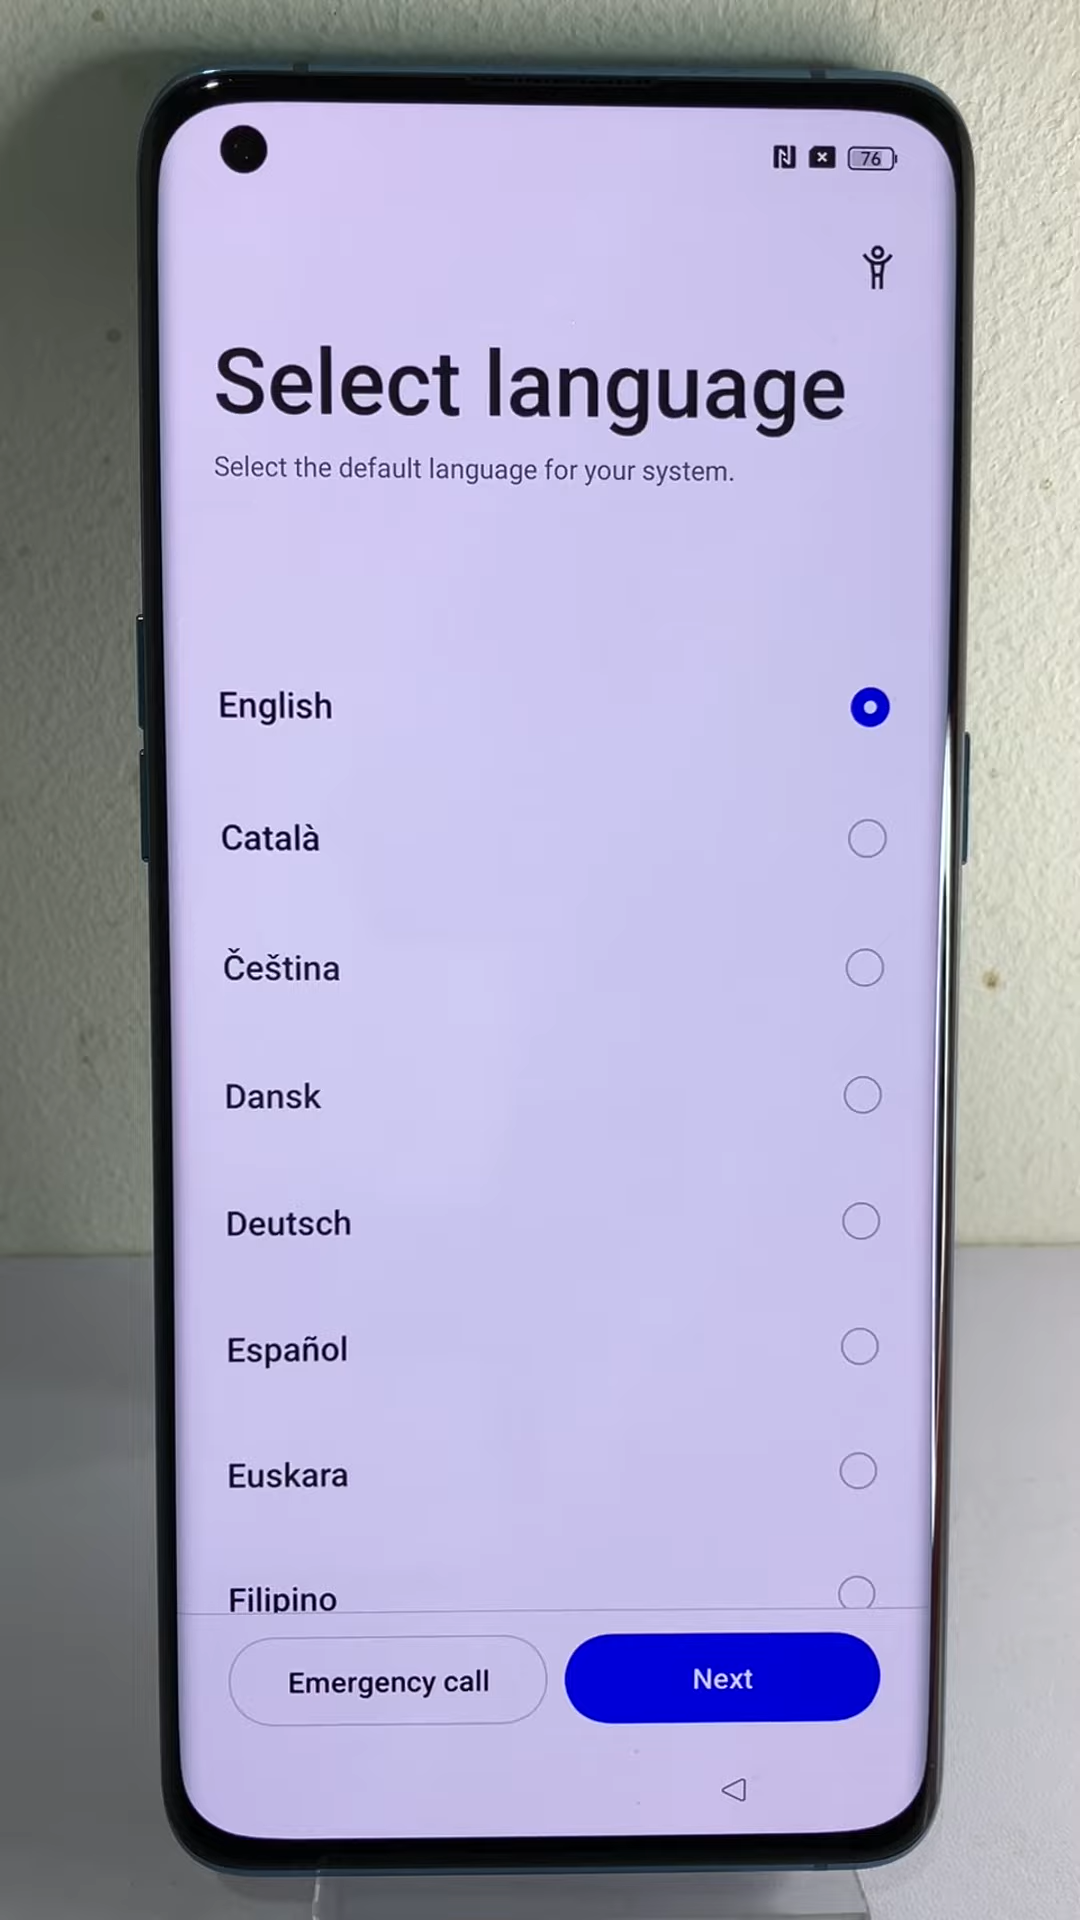 76
Select language
Select the default language for your system.
English
Català
Čeština
Dansk
Deutsch
Español
Euskara
Filipino
Emergency call
Next